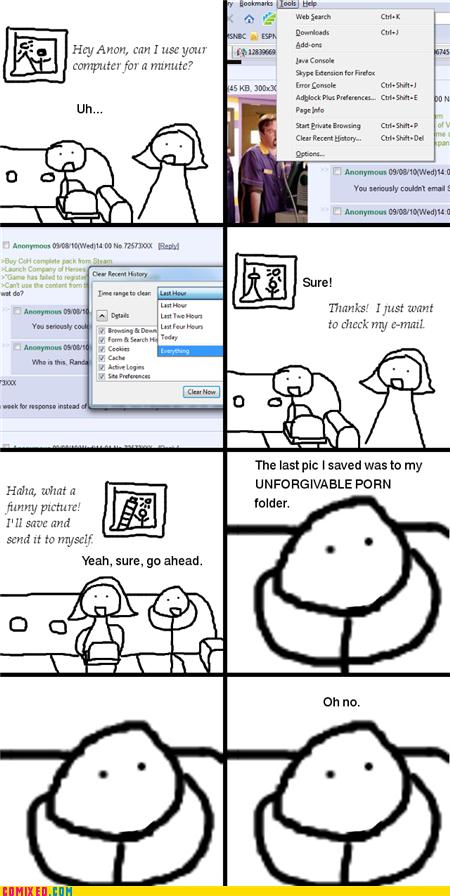 Hey Anon, can I use your
computer for a minute?
Uh...
ry Bookmarks Tools Help
Web Search Ctrl+K
Downloads Ctrl+J
Add-ons
Java Console
Skype Extension for Firefox
Error Console Ctrl+Shift+J
Adblock Plus Preferences... Ctrl+Shift+E
Page Info
Start Private Browsing Ctrl+Shift+P
Clear Recent History... Ctrl+Shift+Del
Options...
MSNBC ESPN
12839669
06745
(45 KB, 300x30
>> Anonymous 09/08/10(Wed)14:0
You seriously couldn't email S
>> Anonymous 09/08/10(Wed)14:0
Anonymous 09/08/10(Wed)14:00 No.72573XXX [Reply]
>Buy CoH complete pack from Steam
>Launch Company of Heroes
>"Game has failed to register
>Can't use the content from th
wat do?
>> Anonymous 09/08/10
You seriously coul
>> Anonymous 09/08/10
Who is this, Randa
73XXX
week for response instead of
Clear Recent History
Time range to clear: Last Hour
Last Hour
Last Two Hours
Last Four Hours
Today
Everything
Details
Browsing & Down
Form & Search His
Cookies
Cache
Active Logins
Site Preferences
Clear Now
Sure!
Thanks! I just want
to check my e-mail.
Haha, what a
funny picture!
I'll save and
send it to myself.
Yeah, sure, go ahead.
The last pic I saved was to my
UNFORGIVABLE PORN
folder.
Oh no.
COMIXED.COM